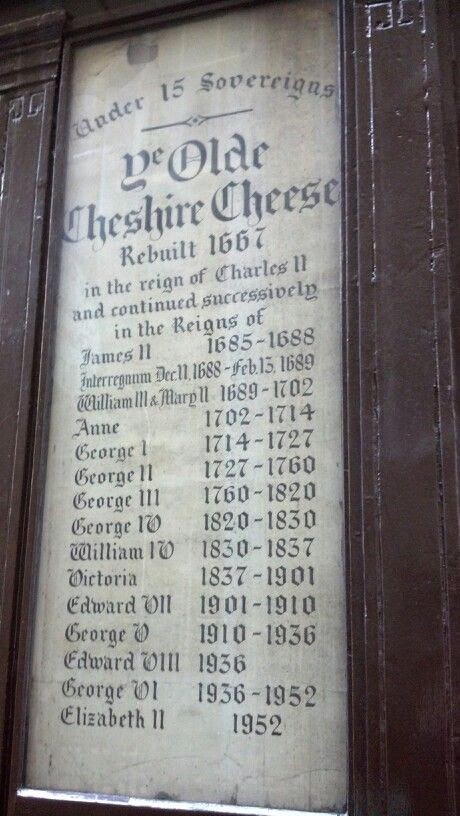 Under 15 Sovereigns
Ye Olde
Cheshire Cheese
Rebuilt 1667
in the reign of Charles II
and continued successively
in the Reigns of
James II 1685-1688
Interregnum Dec. 11, 1688-Feb. 13, 1689
William III & Mary II 1689-1702
Anne 1702-1714
George I 1714-1727
George II 1727-1760
George III 1760-1820
George IV 1820-1830
William IV 1830-1837
Victoria 1837-1901
Edward VII 1901-1910
George V 1910-1936
Edward VIII 1936
George VI 1936-1952
Elizabeth II 1952